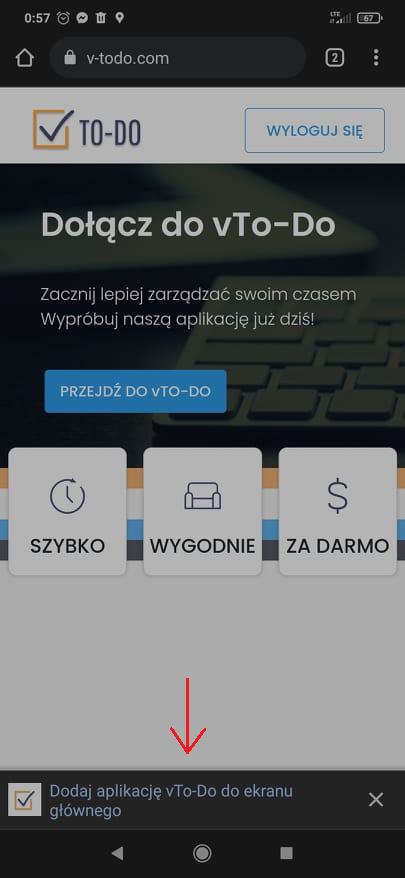 0:57
LTE
67
v-todo.com
2
TO-DO
WYLOGUJ SIĘ
Dołącz do vTo-Do
Zacznij lepiej zarządzać swoim czasem
Wypróbuj naszą aplikację już dziś!
PRZEJDŹ DO vTO-DO
SZYBKO
WYGODNIE
ZA DARMO
Dodaj aplikację vTo-Do do ekranu
głównego